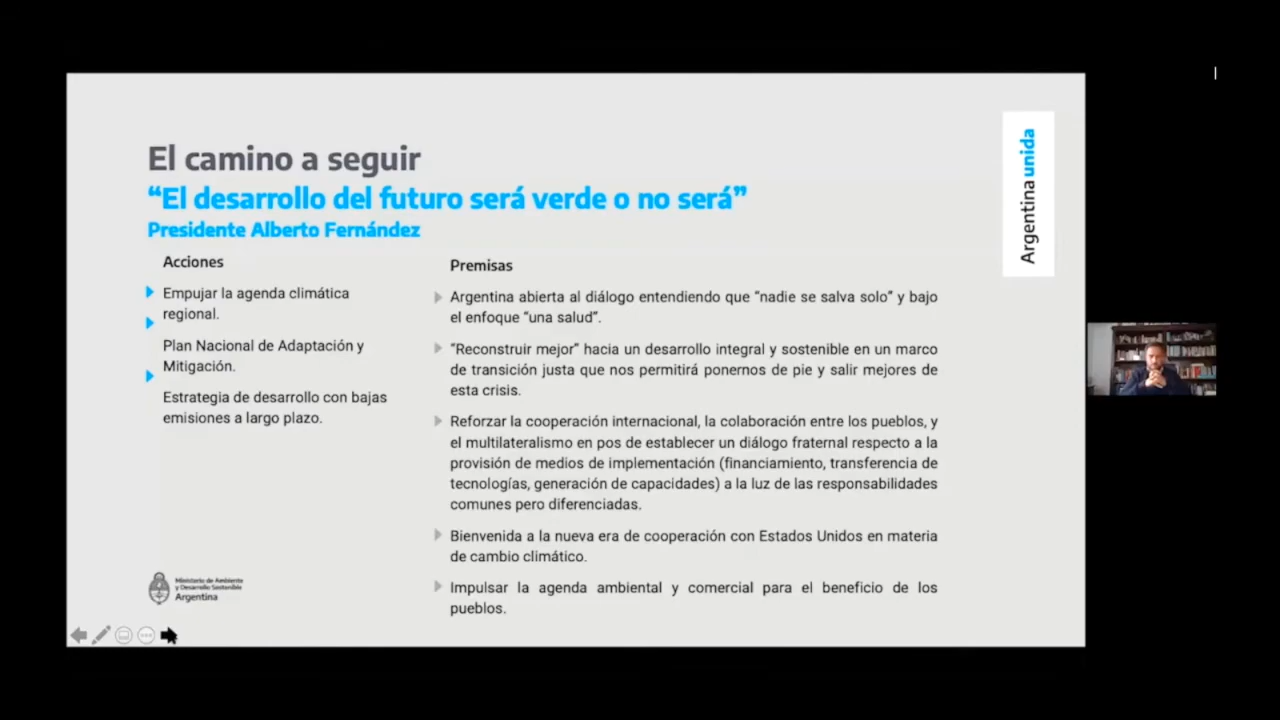 El camino a seguir
“El desarrollo del futuro será verde o no será”
Presidente Alberto Fernández
Acciones
Empujar la agenda climática
regional.
Plan Nacional de Adaptación y
Mitigación.
Estrategia de desarrollo con bajas
emisiones a largo plazo.
Premisas
Argentina abierta al diálogo entendiendo que “nadie se salva solo” y bajo
el enfoque “una salud”.
“Reconstruir mejor” hacia un desarrollo integral y sostenible en un marco
de transición justa que nos permitirá ponernos de pie y salir mejores de
esta crisis.
Reforzar la cooperación internacional, la colaboración entre los pueblos, y
el multilateralismo en pos de establecer un diálogo fraternal respecto a la
provisión de medios de implementación (financiamiento, transferencia de
tecnologías, generación de capacidades) a la luz de las responsabilidades
comunes pero diferenciadas.
Bienvenida a la nueva era de cooperación con Estados Unidos en materia
de cambio climático.
Impulsar la agenda ambiental y comercial para el beneficio de los
pueblos.
Argentina unida
Ministerio de Ambiente
y Desarrollo Sostenible
Argentina